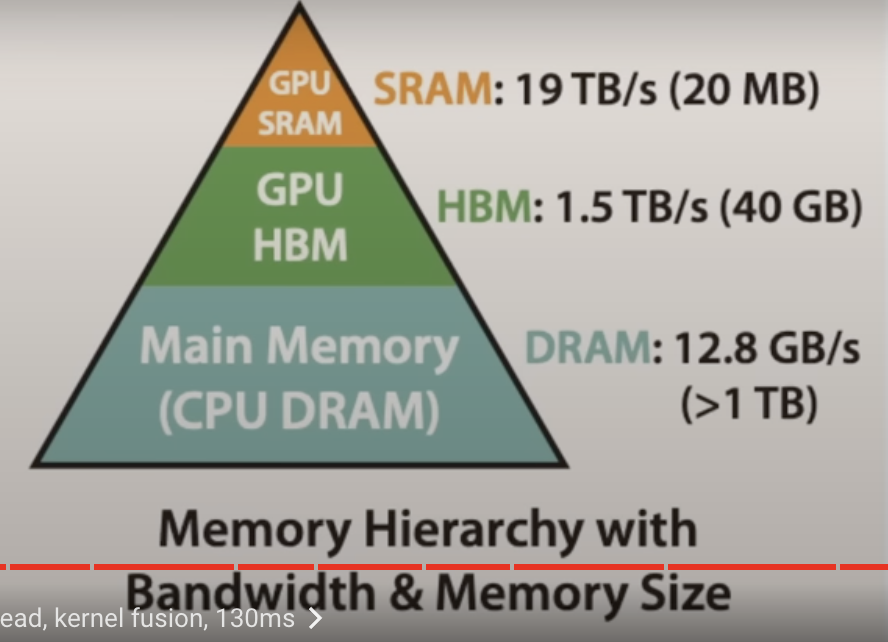 GPU
SRAM
SRAM: 19 TB/s (20 MB)
GPU
HBM
HBM: 1.5 TB/s (40 GB)
Main Memory
(CPU DRAM)
DRAM: 12.8 GB/s
(>1 TB)
Memory Hierarchy with
Bandwidth & Memory Size
ead, kernel fusion, 130ms